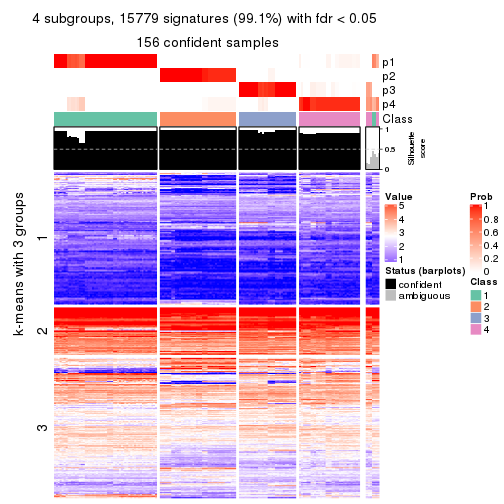 4 subgroups, 15779 signatures (99.1%) with fdr < 0.05
156 confident samples
p1
p2
p3
p4
Class
1
0.5
0
Silhouette
score
k-means with 3 groups
1
2
3
Value
5
4
3
2
1
Status (barplots)
confident
ambiguous
Prob
1
0.8
0.6
0.4
0.2
0
Class
1
2
3
4